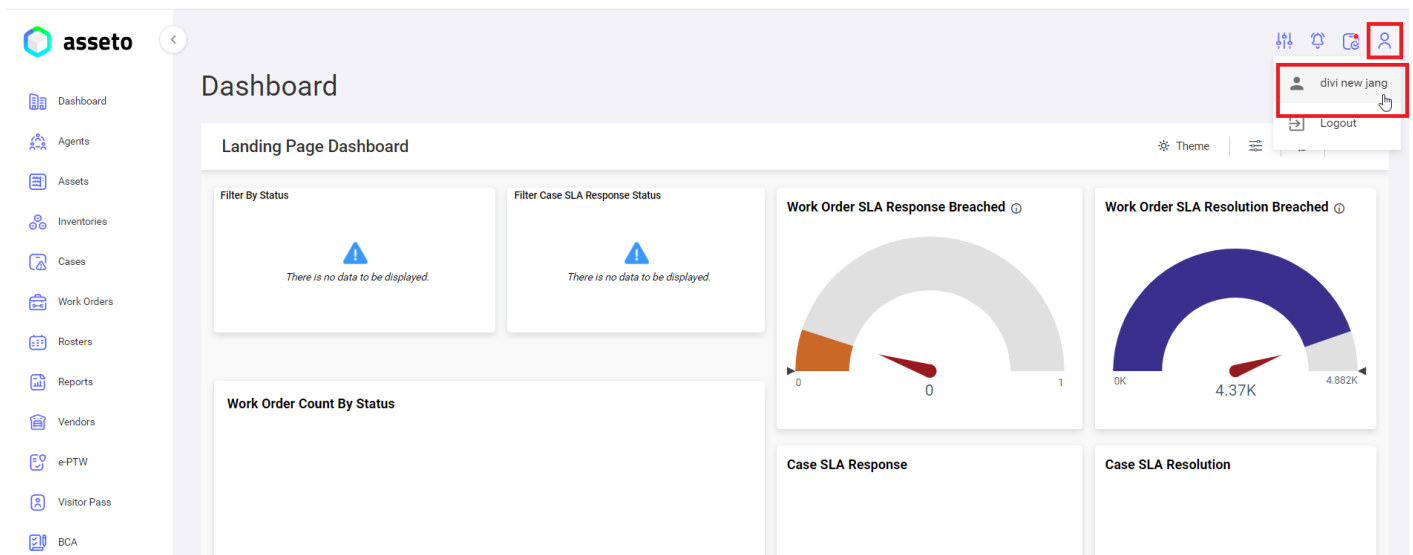 asseto
Dashboard
Agents
Assets
Inventories
Cases
Work Orders
Rosters
Reports
Vendors
e-PTW
Visitor Pass
BCA
divi new jang
Logout
Dashboard
Landing Page Dashboard
Theme
Filter By Status
There is no data to be displayed.
Filter Case SLA Response Status
There is no data to be displayed.
Work Order SLA Response Breached
0
1
0
Work Order SLA Resolution Breached
0K
4.882K
4.37K
Work Order Count By Status
Case SLA Response
Case SLA Resolution